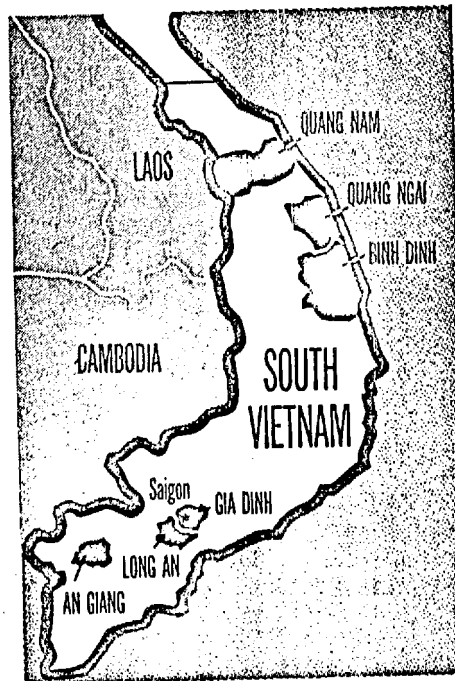 QUANG NAM
LAOS
QUANG NGAI
BINH DINH
CAMBODIA
SOUTH
VIETNAM
Saigon
GIA DINH
LONG AN
AN GIANG